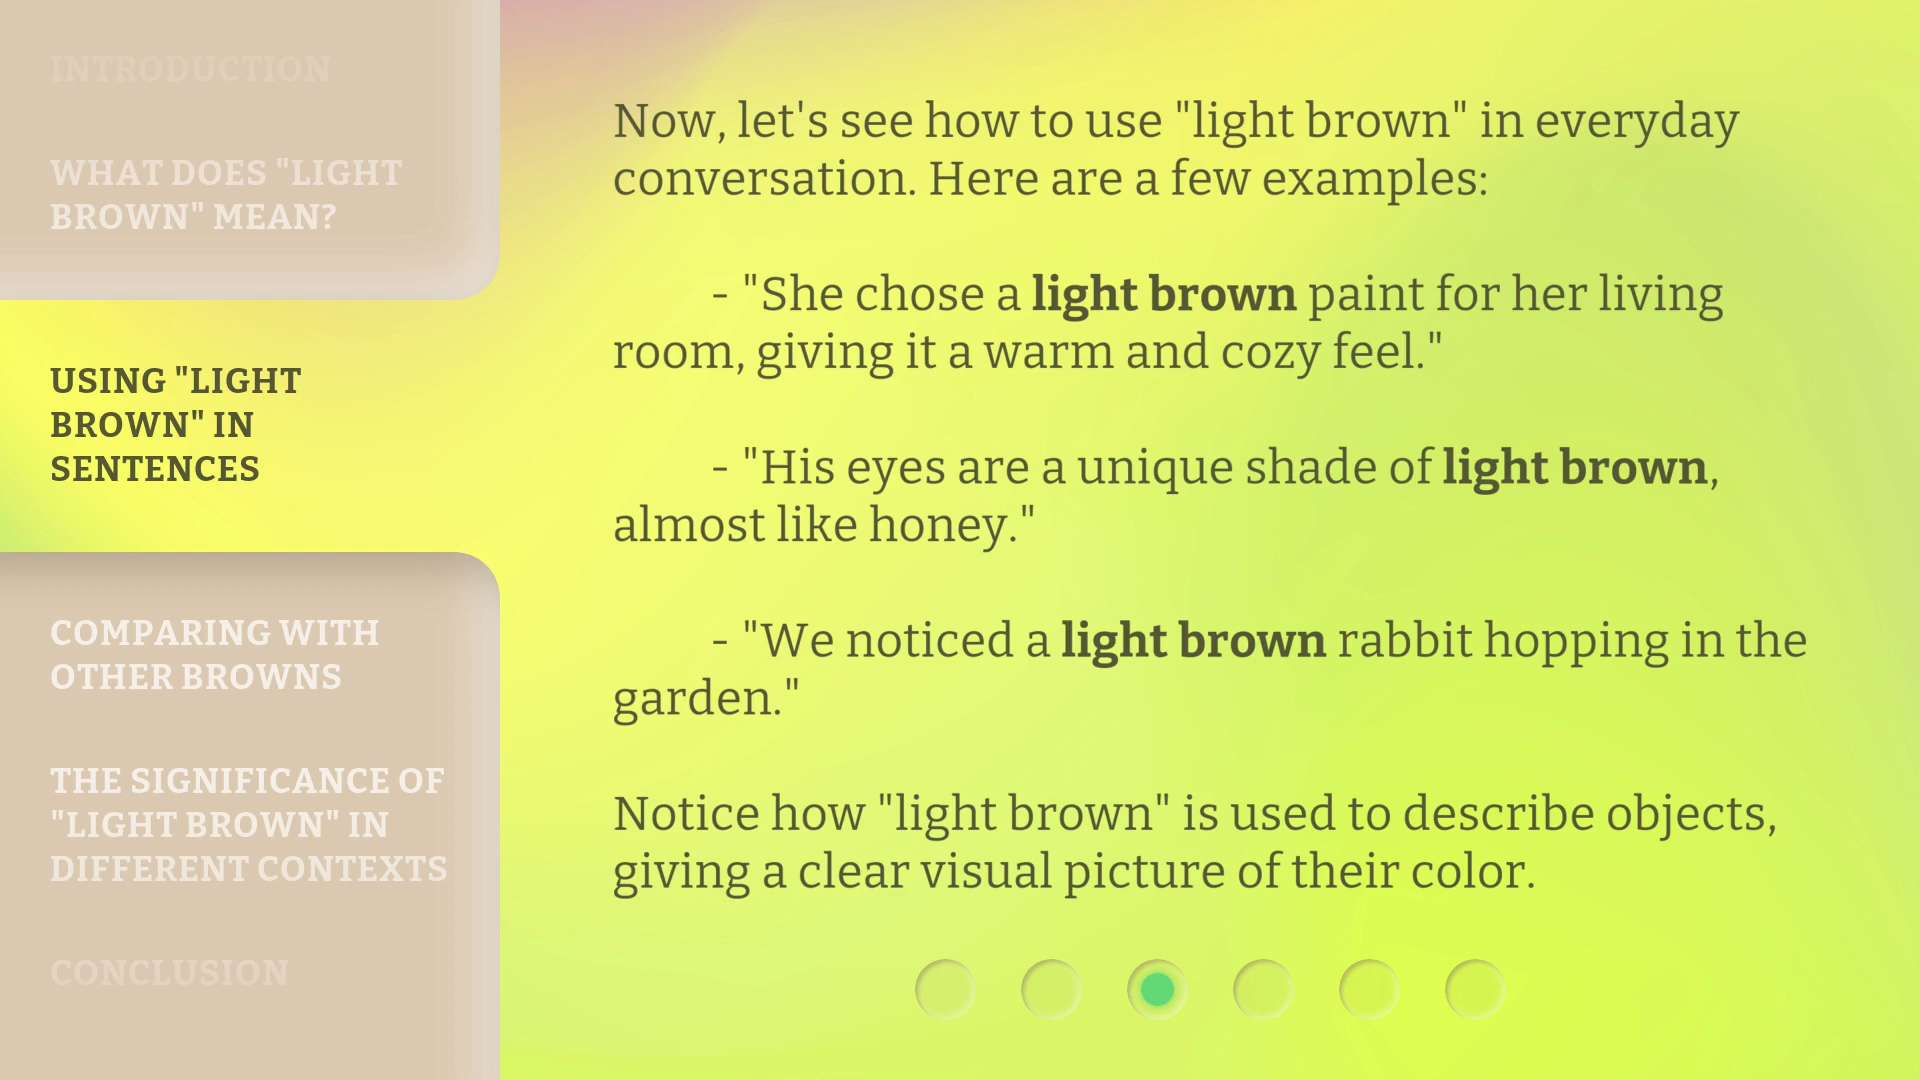 INTRODUCTION
WHAT DOES "LIGHT
BROWN" MEAN?
USING "LIGHT
BROWN" IN
SENTENCES
COMPARING WITH
OTHER BROWNS
THE SIGNIFICANCE OF
"LIGHT BROWN" IN
DIFFERENT CONTEXTS
CONCLUSION
Now, let's see how to use "light brown" in everyday
conversation. Here are a few examples:
- "She chose a light brown paint for her living
room, giving it a warm and cozy feel."
- "His eyes are a unique shade of light brown,
almost like honey."
- "We noticed a light brown rabbit hopping in the
garden."
Notice how "light brown" is used to describe objects,
giving a clear visual picture of their color.